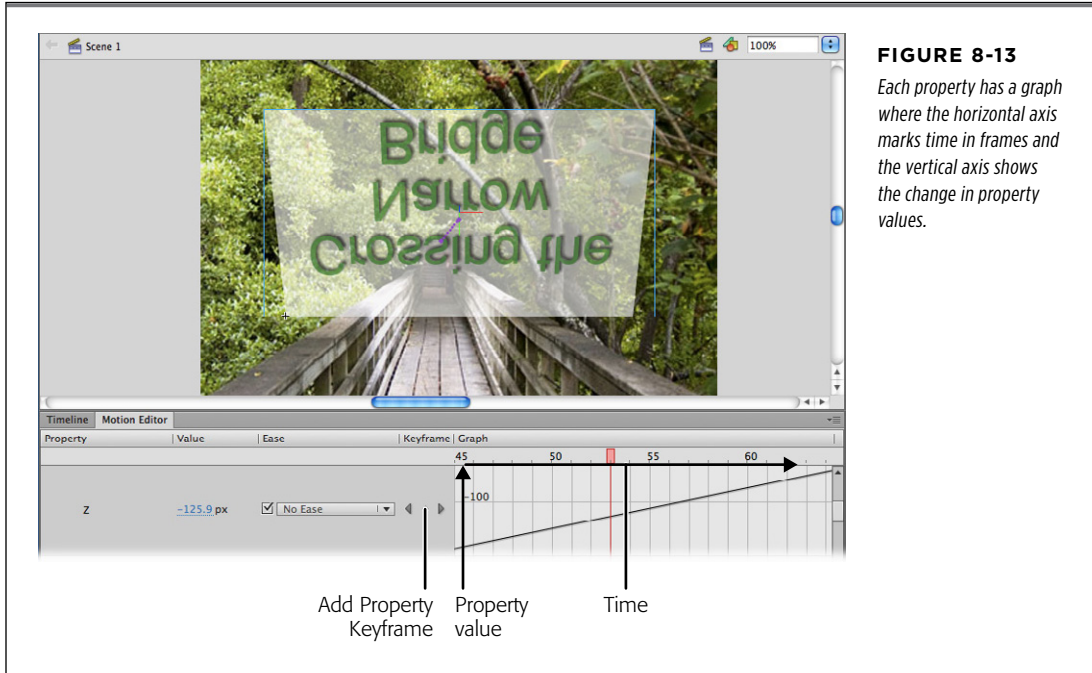 Scene 1
100%
FIGURE 8-13
Each property has a graph
where the horizontal axis
marks time in frames and
the vertical axis shows
the change in property
values.
Bridge
Narrow
Crossing the
Timeline Motion Editor
Property Value Ease Keyframe Graph
45 50 55 60
Z -125.9 px No Ease -100
Add Property
Keyframe
Property
value
Time